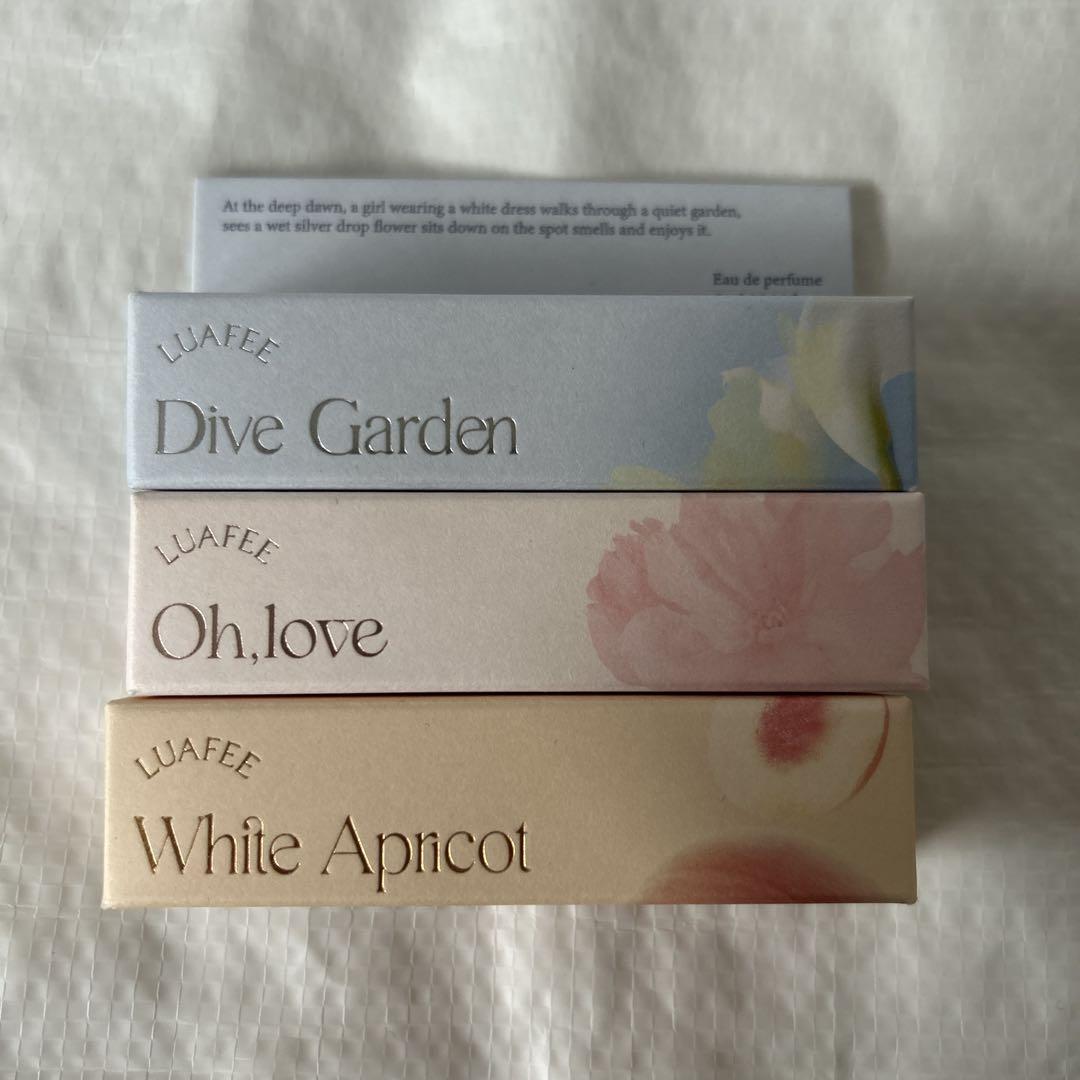 At the deep dawn, a girl wearing a white dress walks through a quiet garden,
sees a wet silver drop flower sits down on the spot smells and enjoys it.
Eau de perfume
LUAFEE
Dive Garden
LUAFEE
Oh,love
LUAFEE
White Apricot